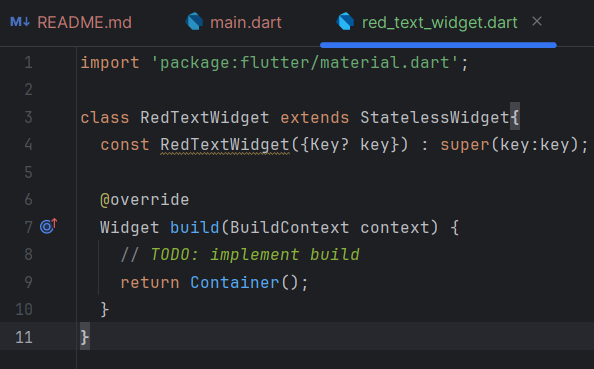 README.md main.dart red_text_widget.dart
1 import 'package:flutter/material.dart';
2
3 class RedTextWidget extends StatelessWidget{
4   const RedTextWidget({Key? key}) : super(key:key);
5
6   @override
7   Widget build(BuildContext context) {
8     // TODO: implement build
9     return Container();
10   }
11 }